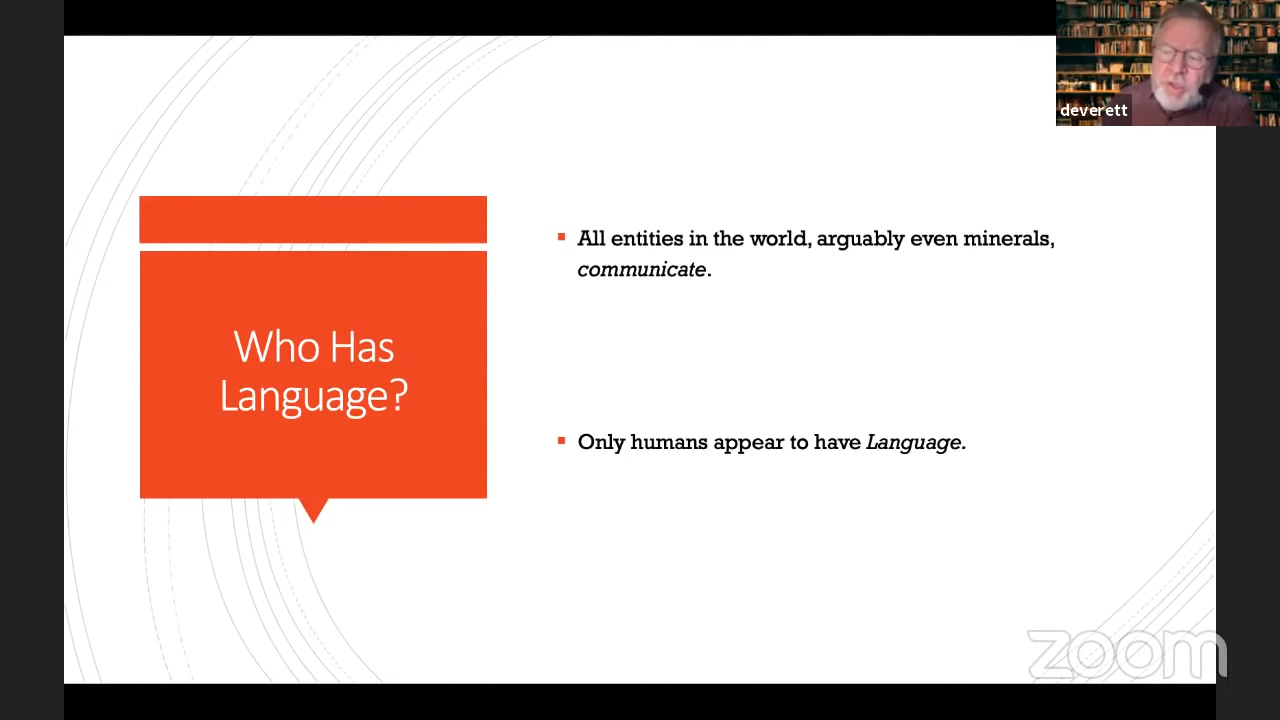 deverett
Who Has
Language?
▪ All entities in the world, arguably even minerals,
communicate.
▪ Only humans appear to have Language.
zoom